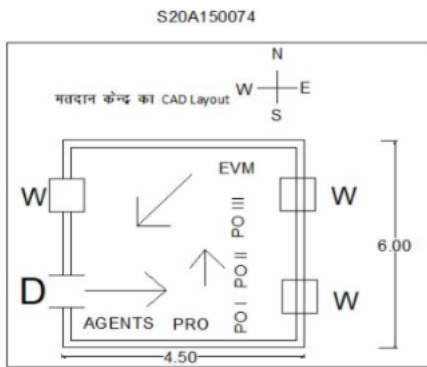 S20A150074
N
मतदान केन्द्र का CAD Layout W E
S
EVM
W W
PO III
6.00
PO II
D W
PO I
AGENTS PRO
4.50